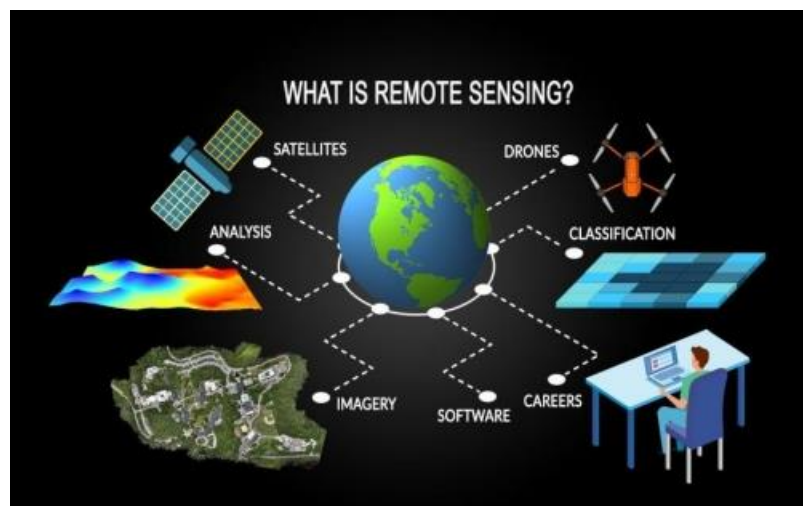 WHAT IS REMOTE SENSING?
SATELLITES
DRONES
ANALYSIS
CLASSIFICATION
IMAGERY
SOFTWARE
CAREERS